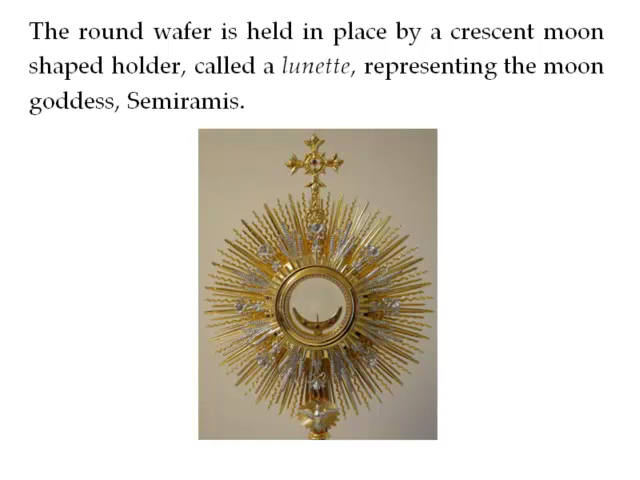 The round wafer is held in place by a crescent moon
shaped holder, called a lunette, representing the moon
goddess, Semiramis.